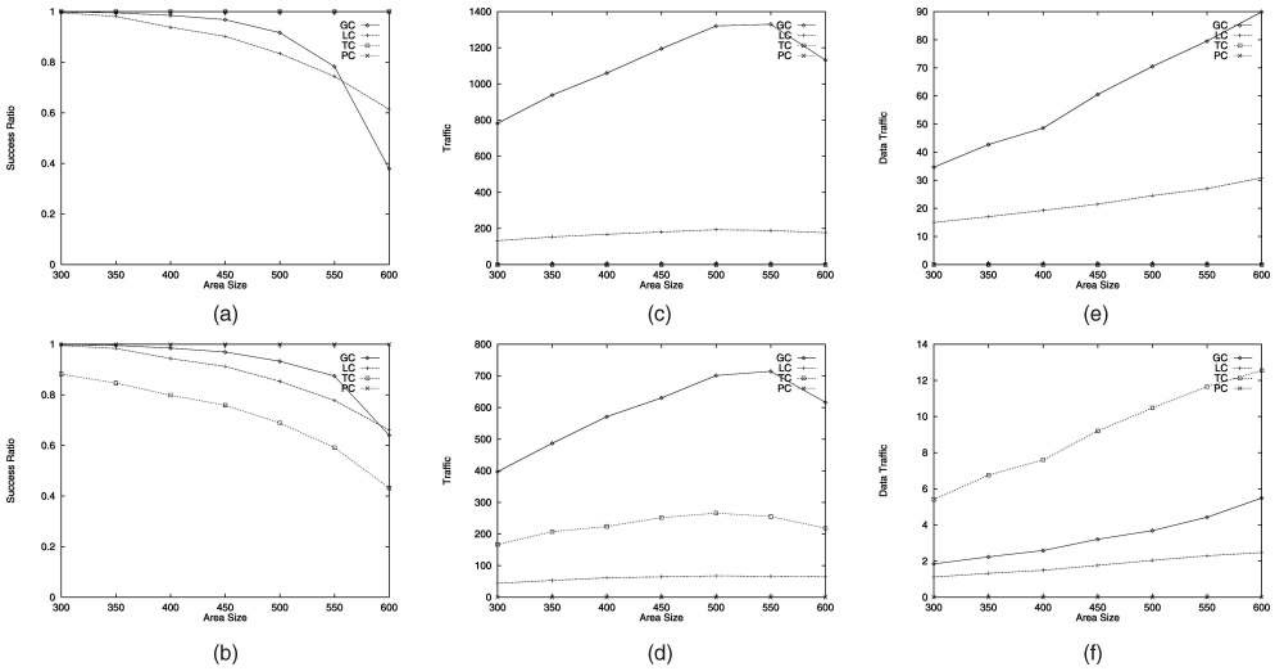 1
0.8
0.6
0.4
0.2
0
Success Ratio
300 350 400 450 500 550 600
Area Size
GC
LC
TC
PC
(a)
1400
1200
1000
800
600
400
200
0
Traffic
300 350 400 450 500 550 600
Area Size
GC
LC
TC
PC
(c)
90
80
70
60
50
40
30
20
10
0
Data Traffic
300 350 400 450 500 550 600
Area Size
GC
LC
TC
PC
(e)
1
0.8
0.6
0.4
0.2
0
Success Ratio
300 350 400 450 500 550 600
Area Size
GC
LC
TC
PC
(b)
800
700
600
500
400
300
200
100
0
Traffic
300 350 400 450 500 550 600
Area Size
GC
LC
TC
PC
(d)
14
12
10
8
6
4
2
0
Data Traffic
300 350 400 450 500 550 600
Area Size
GC
LC
TC
PC
(f)